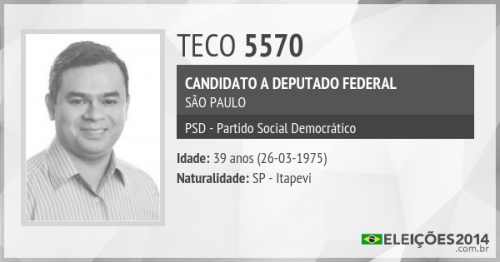 TECO 5570
CANDIDATO A DEPUTADO FEDERAL
SÃO PAULO
PSD - Partido Social Democrático
Idade: 39 anos (26-03-1975)
Naturalidade: SP - Itapevi
ELEIÇÕES2014
.com.br